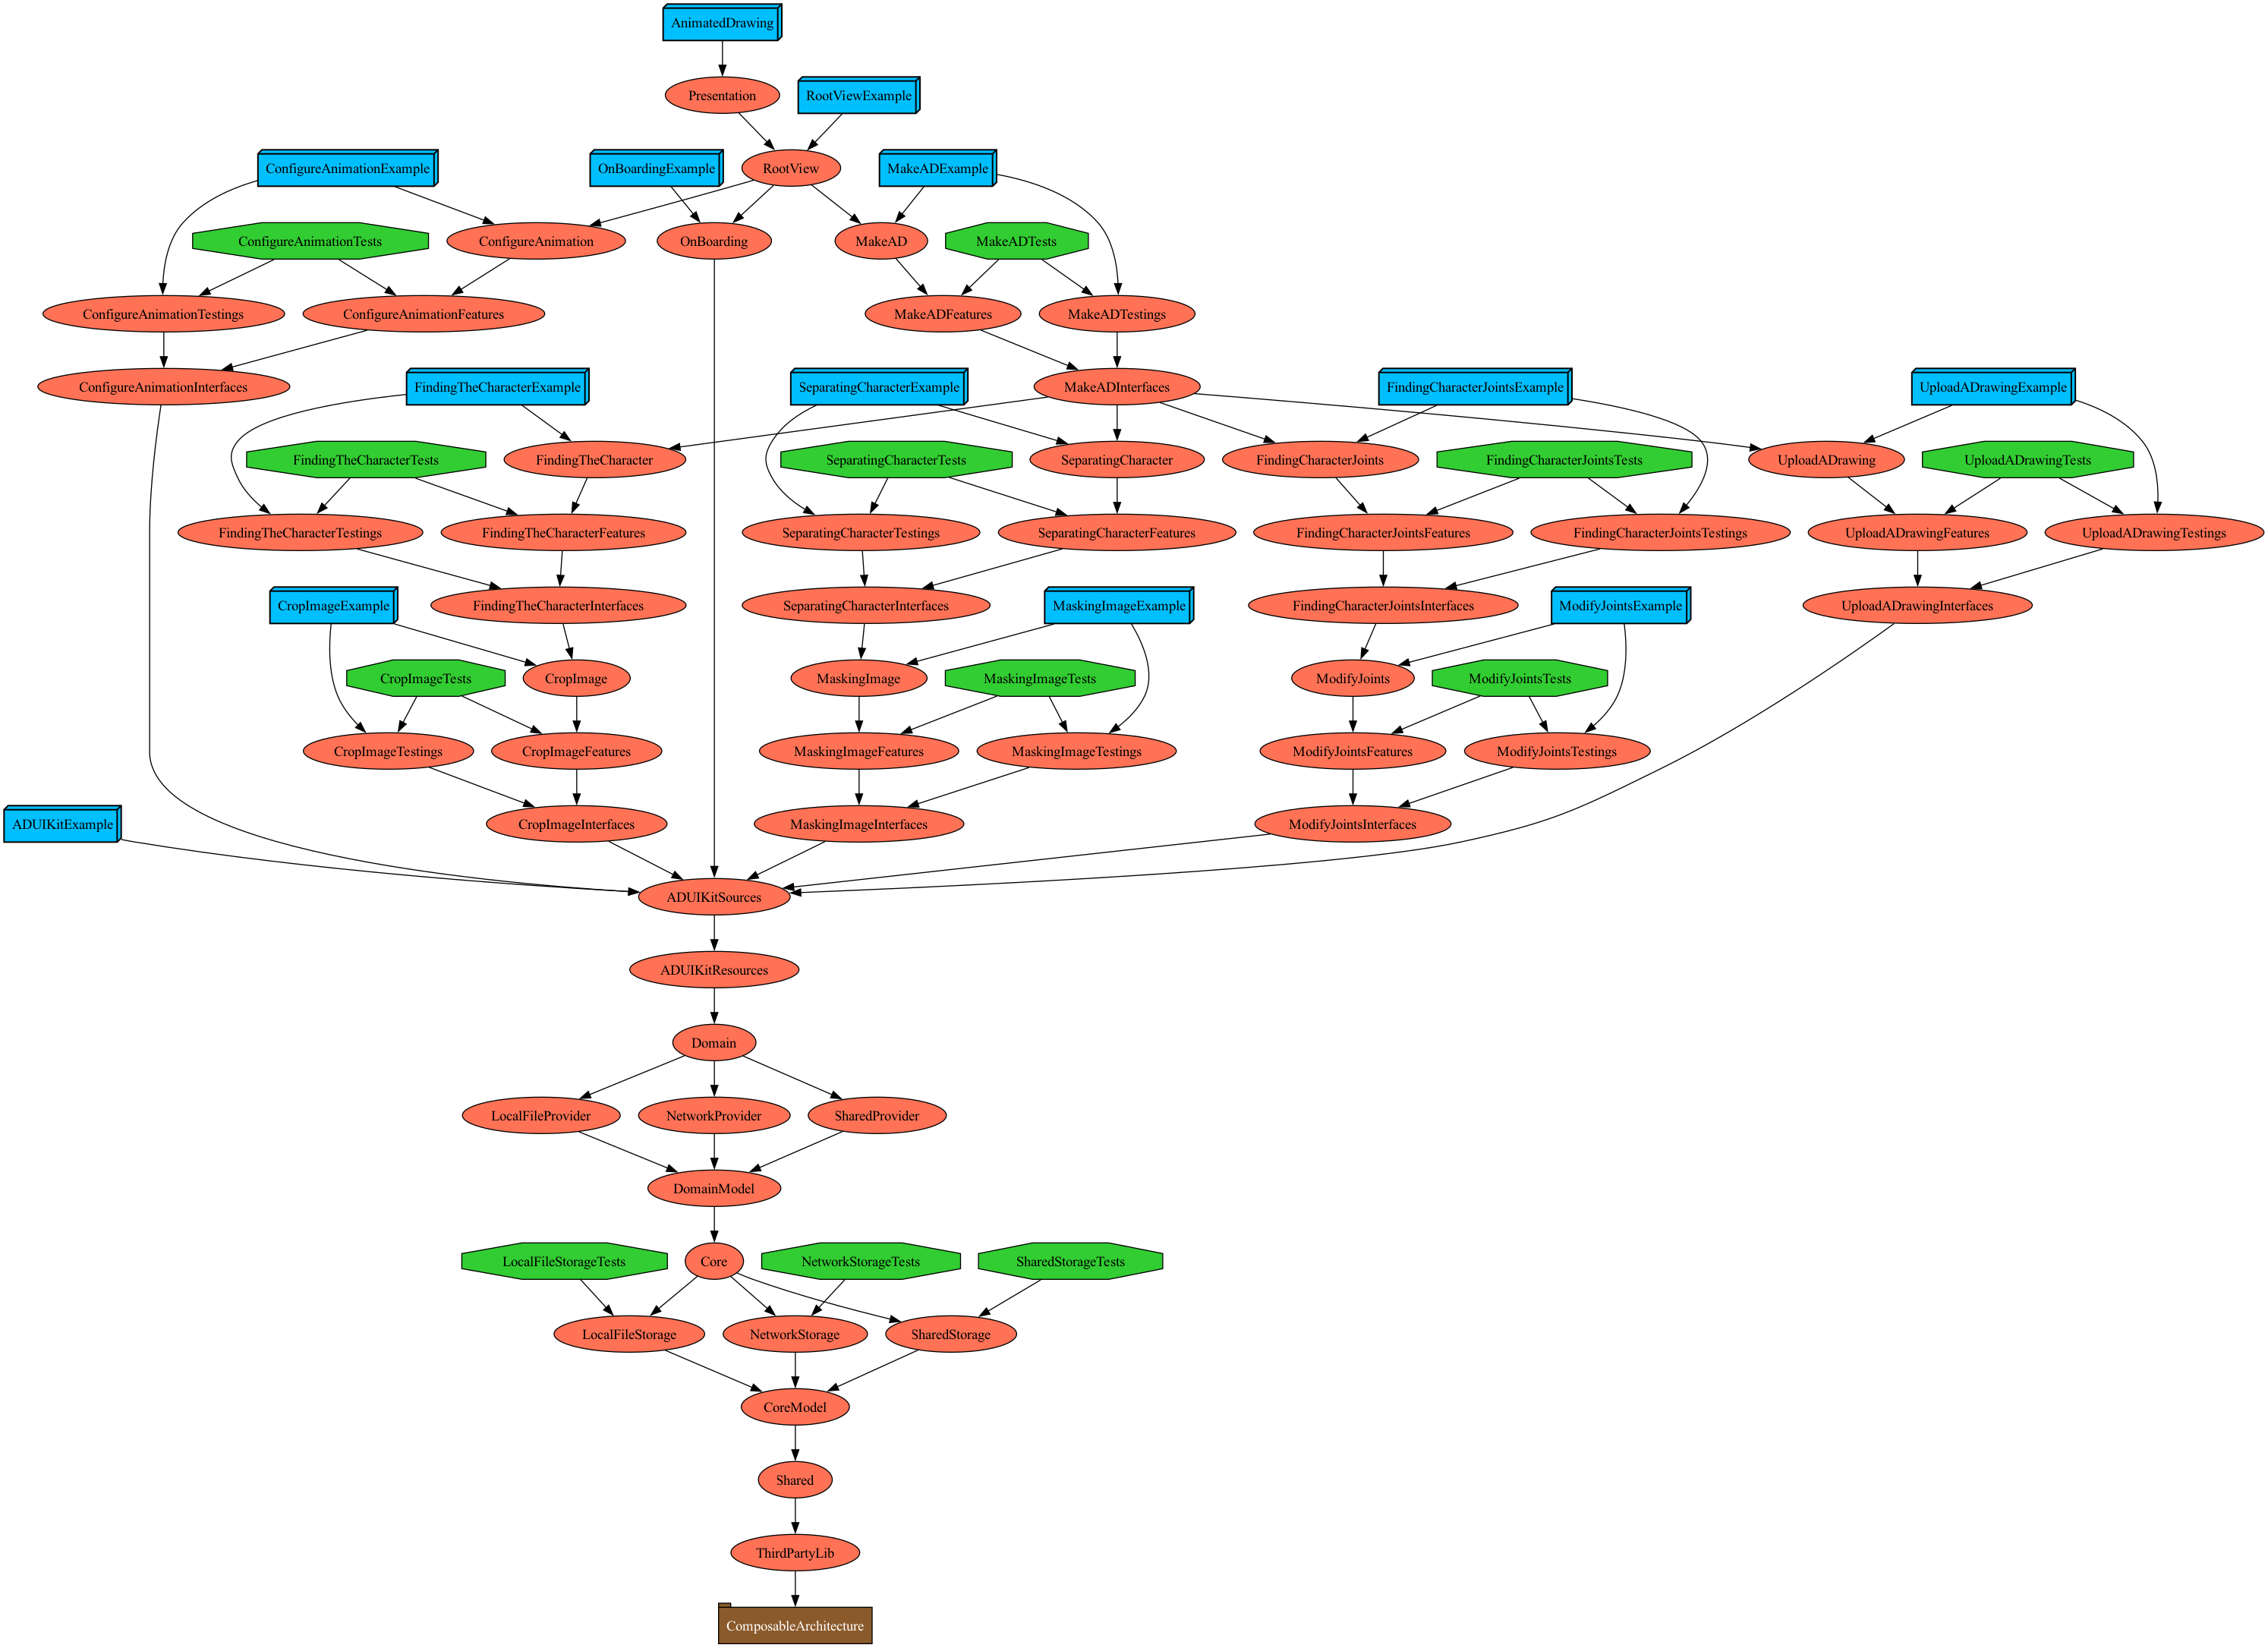 AnimatedDrawing
Presentation
RootViewExample
ConfigureAnimationExample
OnBoardingExample
RootView
MakeADExample
ConfigureAnimationTests
ConfigureAnimation
OnBoarding
MakeAD
MakeADTests
ConfigureAnimationTestings
ConfigureAnimationFeatures
MakeADFeatures
MakeADTestings
ConfigureAnimationInterfaces
FindingTheCharacterExample
SeparatingCharacterExample
MakeADInterfaces
FindingCharacterJointsExample
UploadADrawingExample
FindingTheCharacterTests
FindingTheCharacter
SeparatingCharacterTests
SeparatingCharacter
FindingCharacterJoints
FindingCharacterJointsTests
UploadADrawing
UploadADrawingTests
FindingTheCharacterTestings
FindingTheCharacterFeatures
SeparatingCharacterTestings
SeparatingCharacterFeatures
FindingCharacterJointsFeatures
FindingCharacterJointsTestings
UploadADrawingFeatures
UploadADrawingTestings
CropImageExample
FindingTheCharacterInterfaces
SeparatingCharacterInterfaces
MaskingImageExample
FindingCharacterJointsInterfaces
ModifyJointsExample
UploadADrawingInterfaces
CropImageTests
CropImage
MaskingImage
MaskingImageTests
ModifyJoints
ModifyJointsTests
CropImageTestings
CropImageFeatures
MaskingImageFeatures
MaskingImageTestings
ModifyJointsFeatures
ModifyJointsTestings
ADUIKitExample
CropImageInterfaces
MaskingImageInterfaces
ModifyJointsInterfaces
ADUIKitSources
ADUIKitResources
Domain
LocalFileProvider
NetworkProvider
SharedProvider
DomainModel
LocalFileStorageTests
Core
NetworkStorageTests
SharedStorageTests
LocalFileStorage
NetworkStorage
SharedStorage
CoreModel
Shared
ThirdPartyLib
ComposableArchitecture